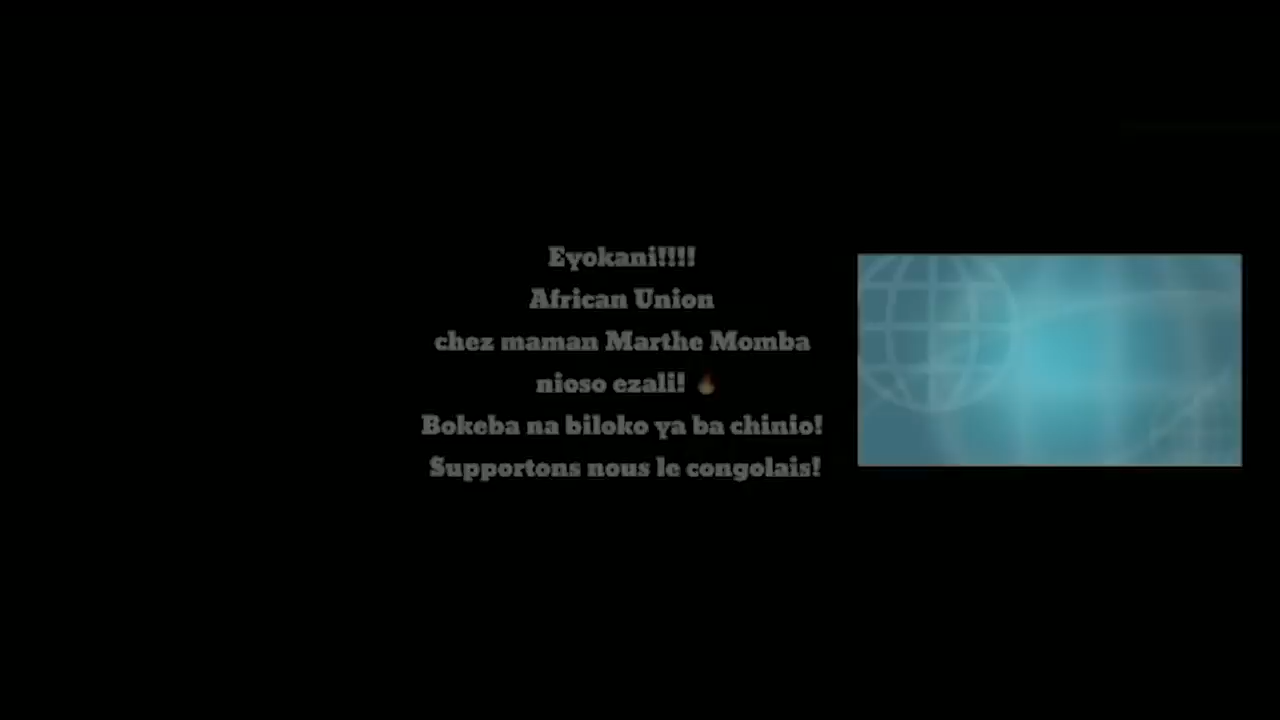 Eyokani!!!!
African Union
chez maman Marthe Momba
nioso ezali! 🔥
Bokeba na biloko ya ba chinio!
Supportons nous le congolais!